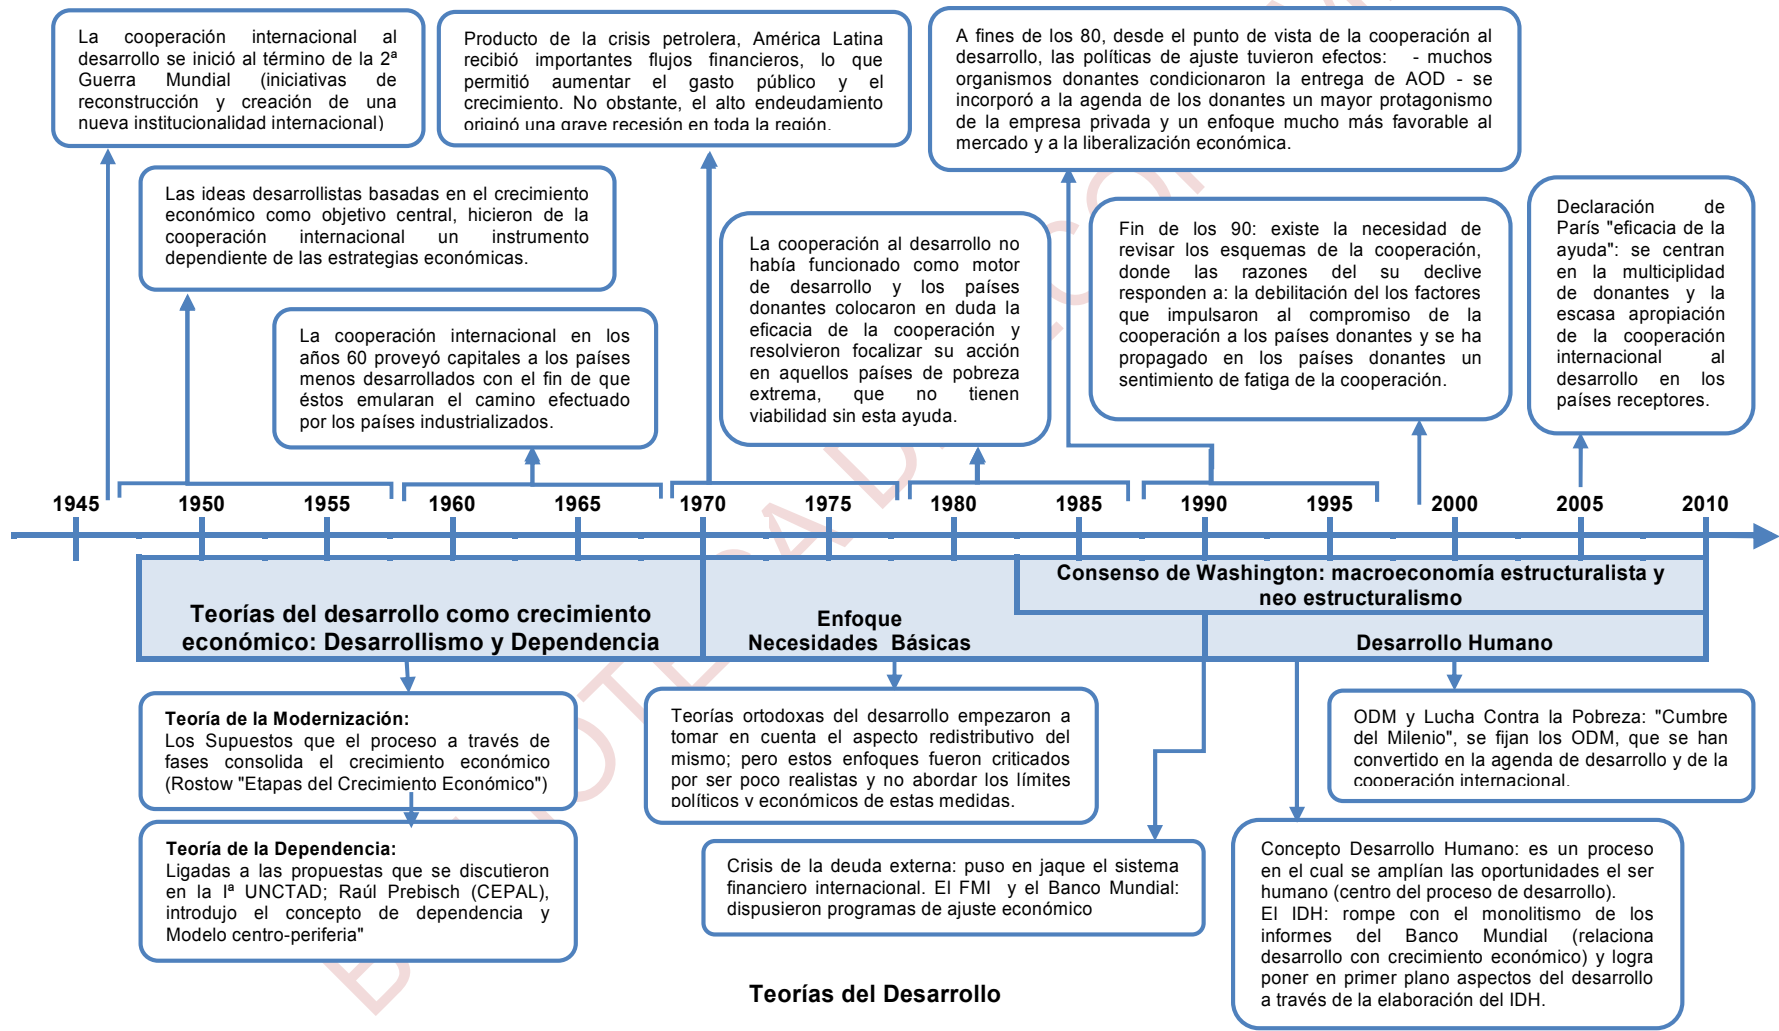 La cooperación internacional al
desarrollo se inició al término de la 2ª
Guerra Mundial (iniciativas de
reconstrucción y creación de una
nueva institucionalidad internacional)
Producto de la crisis petrolera, América Latina
recibió importantes flujos financieros, lo que
permitió aumentar el gasto público y el
crecimiento. No obstante, el alto endeudamiento
originó una grave recesión en toda la región.
A fines de los 80, desde el punto de vista de la cooperación al
desarrollo, las políticas de ajuste tuvieron efectos: - muchos
organismos donantes condicionaron la entrega de AOD - se
incorporó a la agenda de los donantes un mayor protagonismo
de la empresa privada y un enfoque mucho más favorable al
mercado y a la liberalización económica.
Las ideas desarrollistas basadas en el crecimiento
económico como objetivo central, hicieron de la
cooperación internacional un instrumento
dependiente de las estrategias económicas.
La cooperación internacional en los
años 60 proveyó capitales a los países
menos desarrollados con el fin de que
éstos emularan el camino efectuado
por los países industrializados.
La cooperación al desarrollo no
había funcionado como motor
de desarrollo y los países
donantes colocaron en duda la
eficacia de la cooperación y
resolvieron focalizar su acción
en aquellos países de pobreza
extrema, que no tienen
viabilidad sin esta ayuda.
Fin de los 90: existe la necesidad de
revisar los esquemas de la cooperación,
donde las razones del su declive
responden a: la debilitación del los factores
que impulsaron al compromiso de la
cooperación a los países donantes y se ha
propagado en los países donantes un
sentimiento de fatiga de la cooperación.
Declaración de
París "eficacia de la
ayuda": se centran
en la multiciplidad
de donantes y la
escasa apropiación
de la cooperación
internacional al
desarrollo en los
países receptores.
1945 1950 1955 1960 1965 1970 1975 1980 1985 1990 1995 2000 2005 2010
Teorías del desarrollo como crecimiento
económico: Desarrollismo y Dependencia
Enfoque
Necesidades Básicas
Consenso de Washington: macroeconomía estructuralista y
neo estructuralismo
Desarrollo Humano
Teoría de la Modernización:
Los Supuestos que el proceso a través de
fases consolida el crecimiento económico
(Rostow "Etapas del Crecimiento Económico")
Teoría de la Dependencia:
Ligadas a las propuestas que se discutieron
en la Iª UNCTAD; Raúl Prebisch (CEPAL),
introdujo el concepto de dependencia y
Modelo centro-periferia"
Teorías ortodoxas del desarrollo empezaron a
tomar en cuenta el aspecto redistributivo del
mismo; pero estos enfoques fueron criticados
por ser poco realistas y no abordar los límites
políticos y económicos de estas medidas.
Crisis de la deuda externa: puso en jaque el sistema
financiero internacional. El FMI y el Banco Mundial:
dispusieron programas de ajuste económico
ODM y Lucha Contra la Pobreza: "Cumbre
del Milenio", se fijan los ODM, que se han
convertido en la agenda de desarrollo y de la
cooperación internacional.
Concepto Desarrollo Humano: es un proceso
en el cual se amplían las oportunidades el ser
humano (centro del proceso de desarrollo).
El IDH: rompe con el monolitismo de los
informes del Banco Mundial (relaciona
desarrollo con crecimiento económico) y logra
poner en primer plano aspectos del desarrollo
a través de la elaboración del IDH.
Teorías del Desarrollo